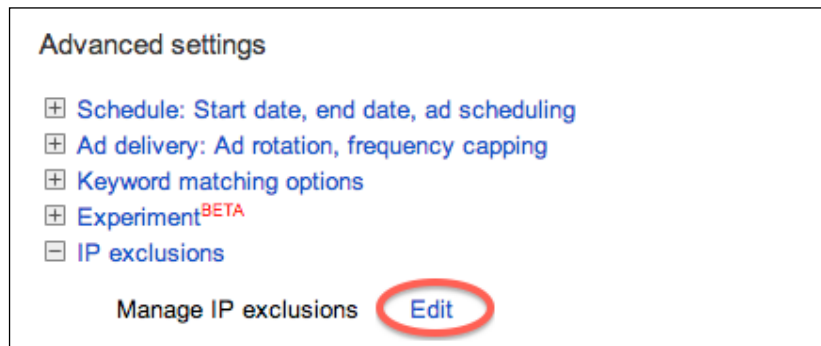 Advanced settings
Schedule: Start date, end date, ad scheduling
Ad delivery: Ad rotation, frequency capping
Keyword matching options
ExperimentBETA
IP exclusions
Manage IP exclusions Edit